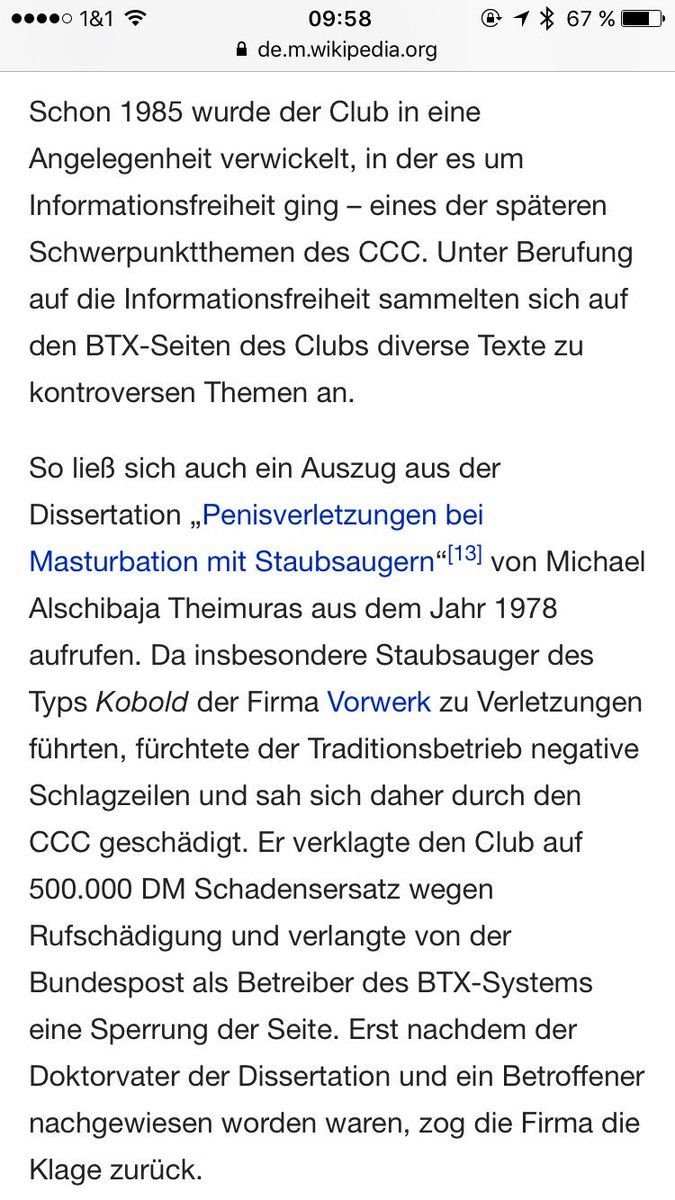 1&1 09:58 67 %
de.m.wikipedia.org
Schon 1985 wurde der Club in eine
Angelegenheit verwickelt, in der es um
Informationsfreiheit ging – eines der späteren
Schwerpunktthemen des CCC. Unter Berufung
auf die Informationsfreiheit sammelten sich auf
den BTX-Seiten des Clubs diverse Texte zu
kontroversen Themen an.
So ließ sich auch ein Auszug aus der
Dissertation „Penisverletzungen bei
Masturbation mit Staubsaugern“[13] von Michael
Alschibaja Theimuras aus dem Jahr 1978
aufrufen. Da insbesondere Staubsauger des
Typs Kobold der Firma Vorwerk zu Verletzungen
führten, fürchtete der Traditionsbetrieb negative
Schlagzeilen und sah sich daher durch den
CCC geschädigt. Er verklagte den Club auf
500.000 DM Schadensersatz wegen
Rufschädigung und verlangte von der
Bundespost als Betreiber des BTX-Systems
eine Sperrung der Seite. Erst nachdem der
Doktorvater der Dissertation und ein Betroffener
nachgewiesen worden waren, zog die Firma die
Klage zurück.